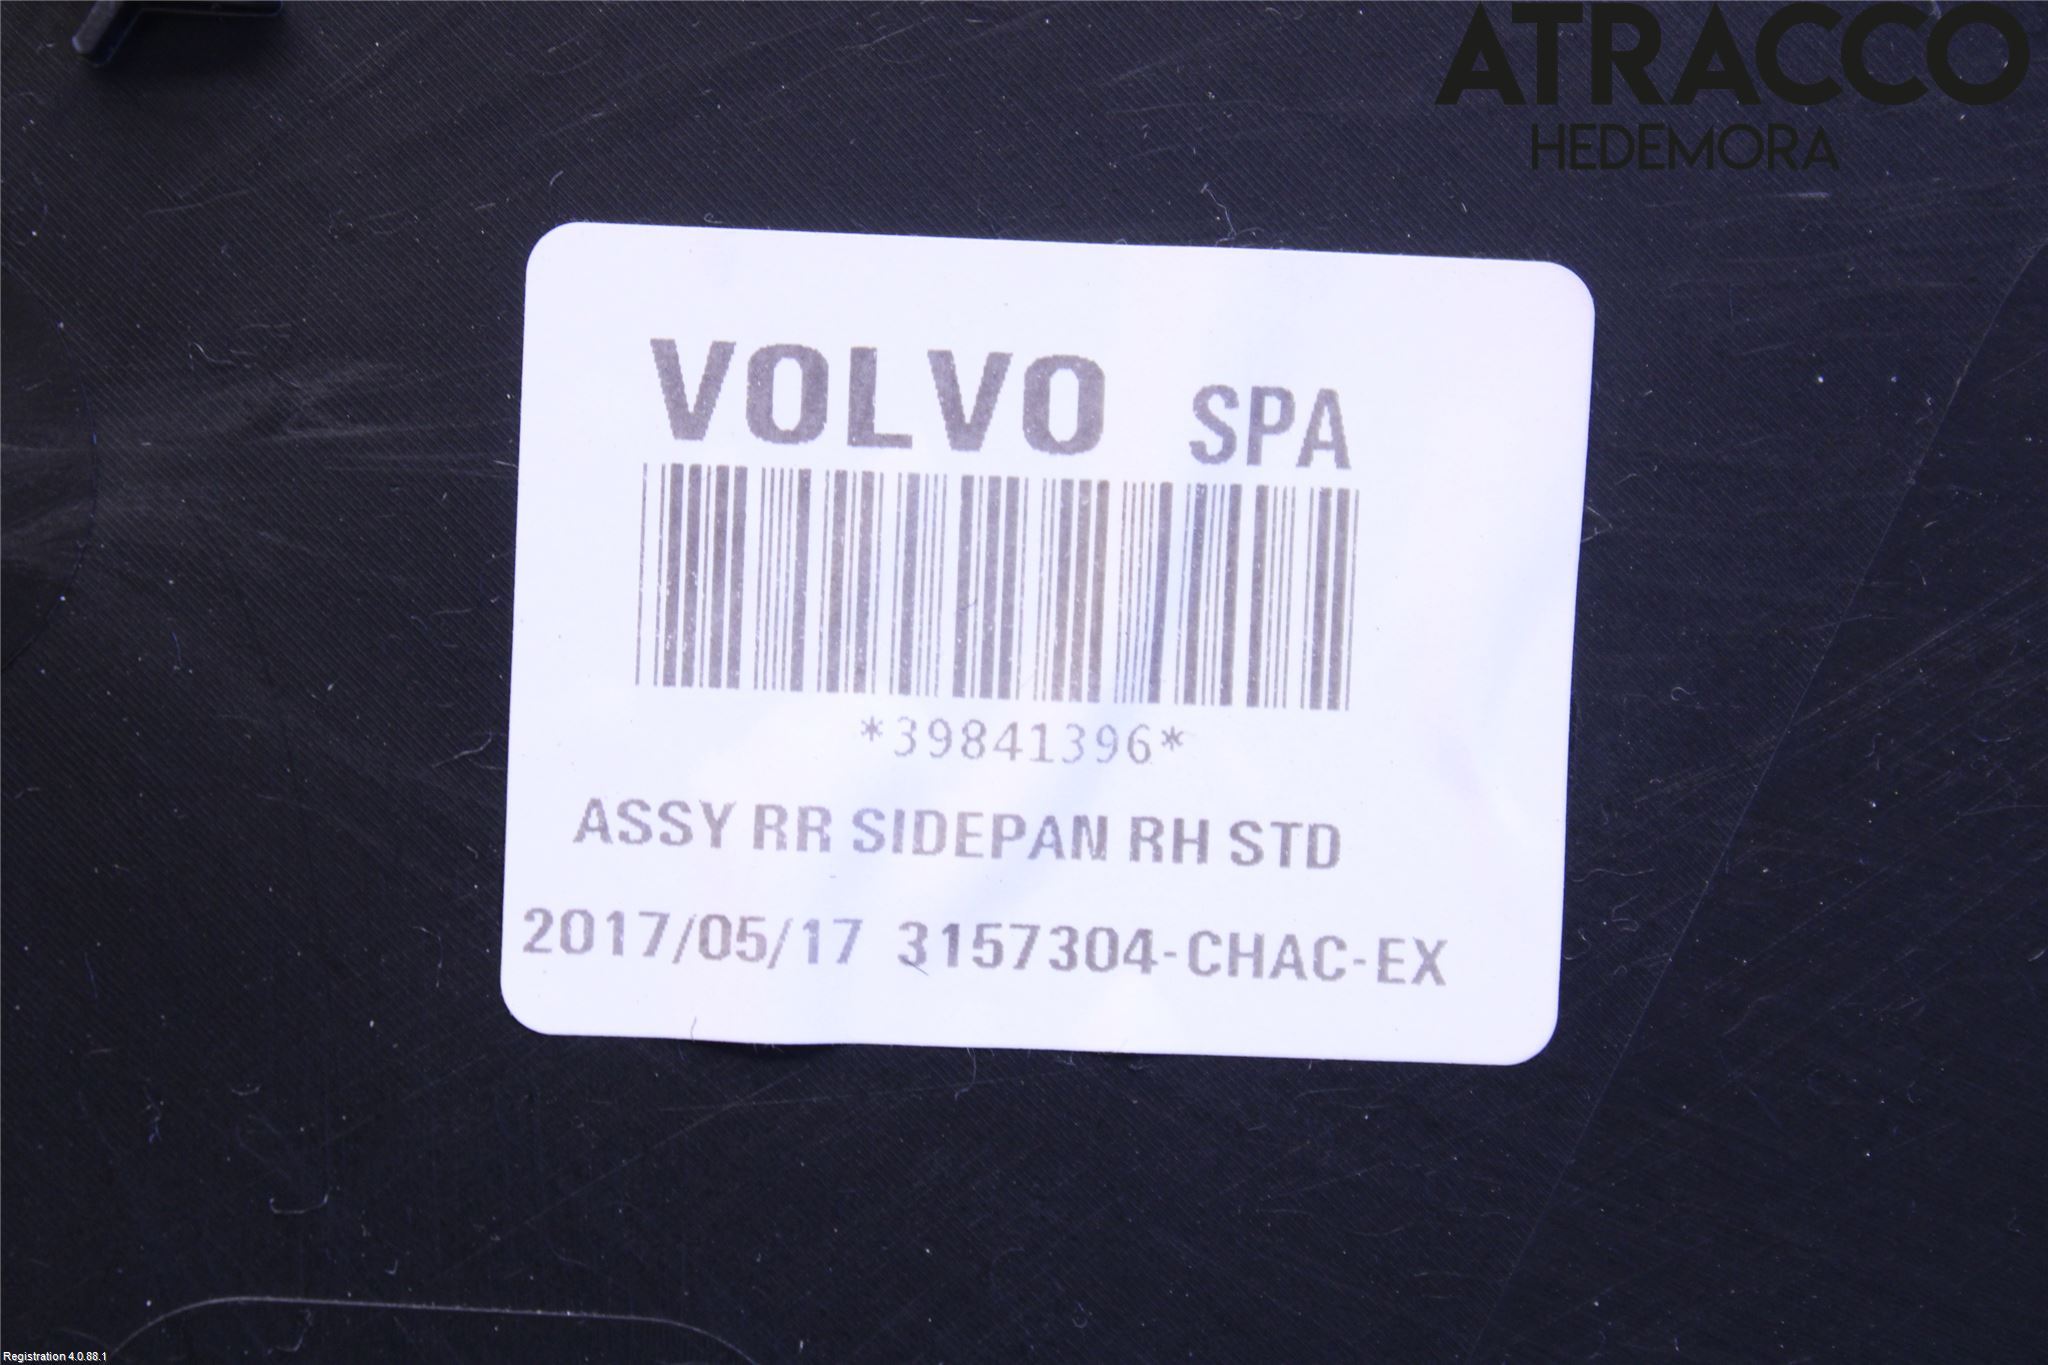 ATRACCO
HEDEMORA
VOLVO SPA
*39841396*
ASSY RR SIDEPAN RH STD
2017/05/17 3157304-CHAC-EX
Registration 4.0.88.1